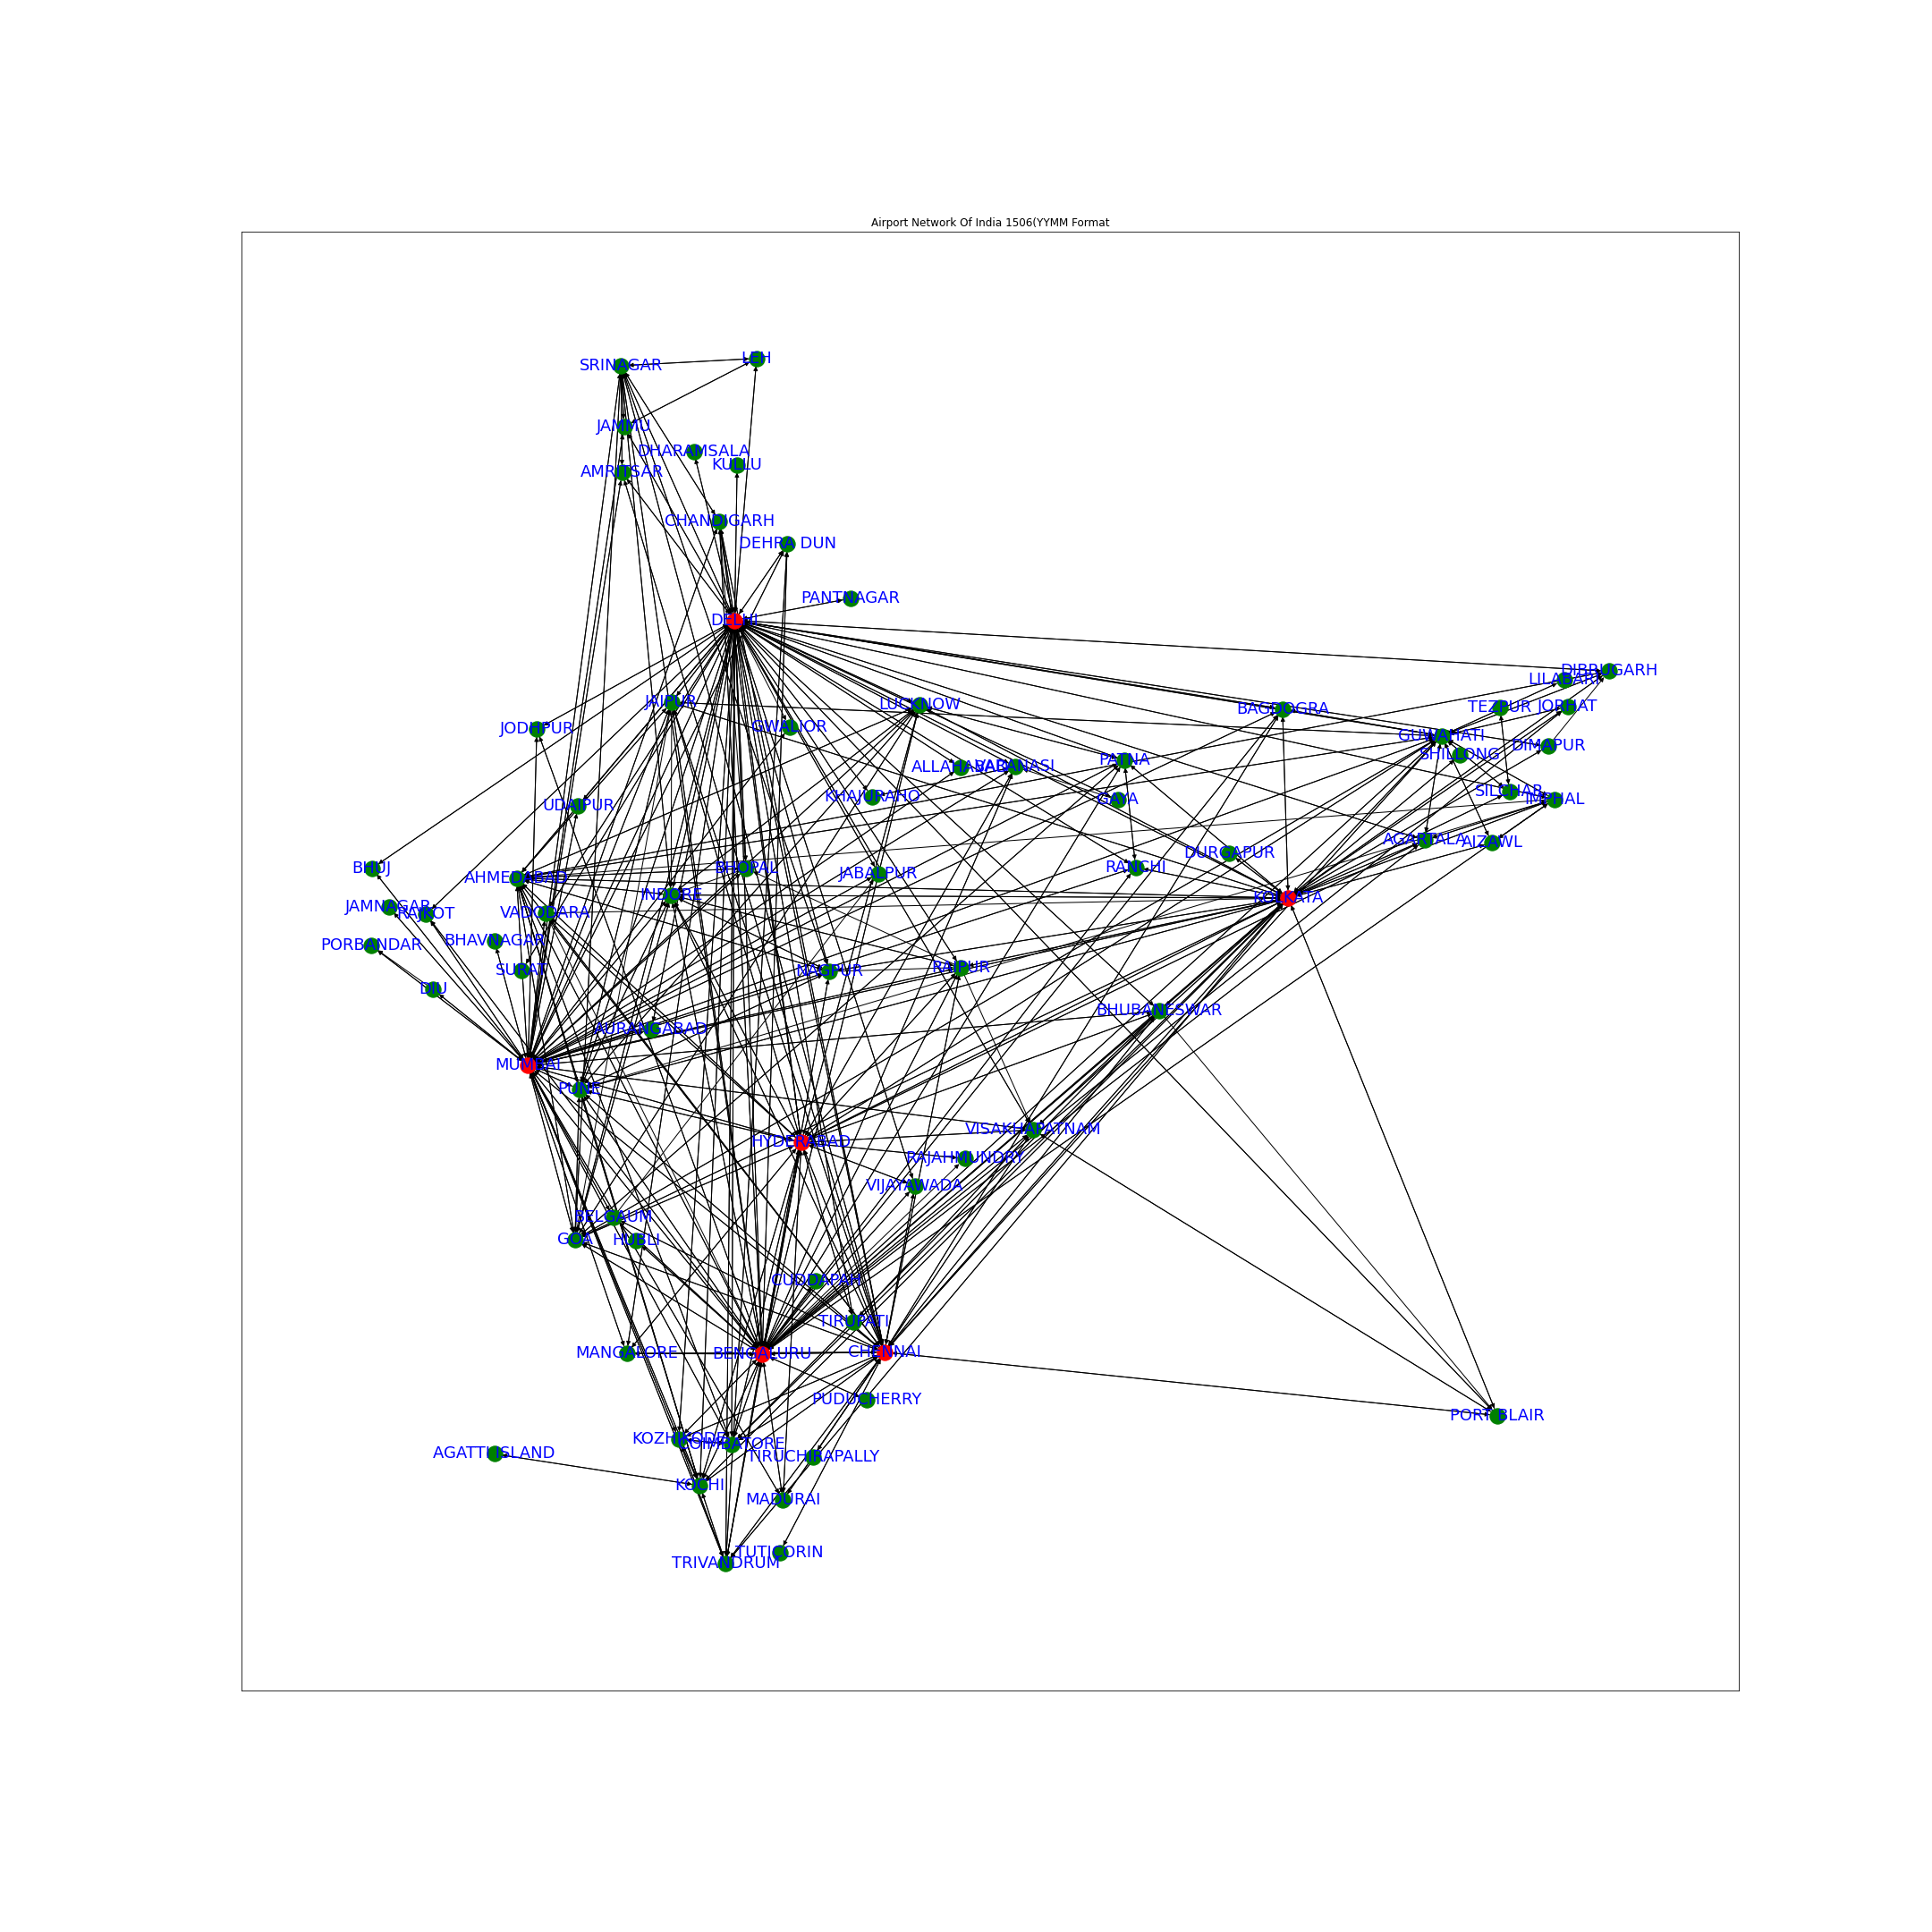 Airport Network Of India 1506(YYMM Format
LEH
SRINAGAR
JAMMU
DHARAMSALA
KULLU
AMRITSAR
CHANDIGARH
DEHRA DUN
PANTNAGAR
DELHI
DIBRUGARH
LILABARI
JAIPUR
LUCKNOW
BAGDOGRA
TEZPUR
JORHAT
JODHPUR
GWALIOR
GUWAHATI
DIMAPUR
SHILLONG
PATNA
ALLAHABAD
VARANASI
SILCHAR
KHAJURAHO
GAYA
IMPHAL
UDAIPUR
AGARTALA
AIZAWL
DURGAPUR
BHUJ
BHOPAL
RANCHI
JABALPUR
AHMEDABAD
INDORE
KOLKATA
JAMNAGAR
RAJKOT
VADODARA
BHAVNAGAR
PORBANDAR
RAIPUR
SURAT
NAGPUR
DIU
BHUBANESWAR
AURANGABAD
MUMBAI
PUNE
VISAKHAPATNAM
HYDERABAD
RAJAHMUNDRY
VIJAYAWADA
BELGAUM
GOA
HUBLI
CUDDAPAH
TIRUPATI
MANGALORE
BENGALURU
CHENNAI
PUDUCHERRY
PORT BLAIR
KOZHIKODE
COIMBATORE
AGATTI ISLAND
TIRUCHIRAPALLY
KOCHI
MADURAI
TUTICORIN
TRIVANDRUM